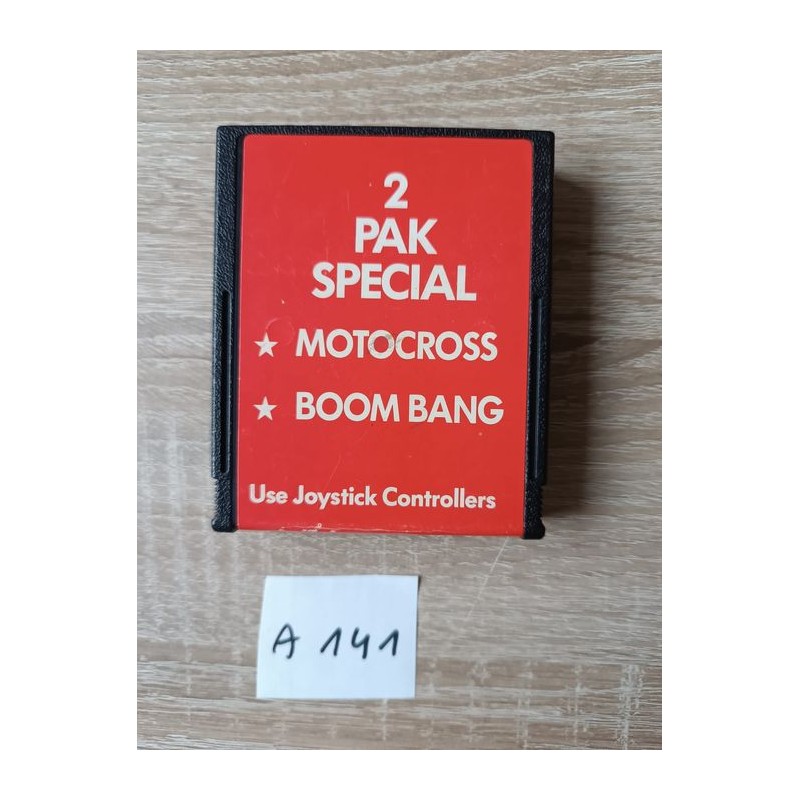 2
PAK
SPECIAL
★ MOTOCROSS
★ BOOM BANG
Use Joystick Controllers
A 141